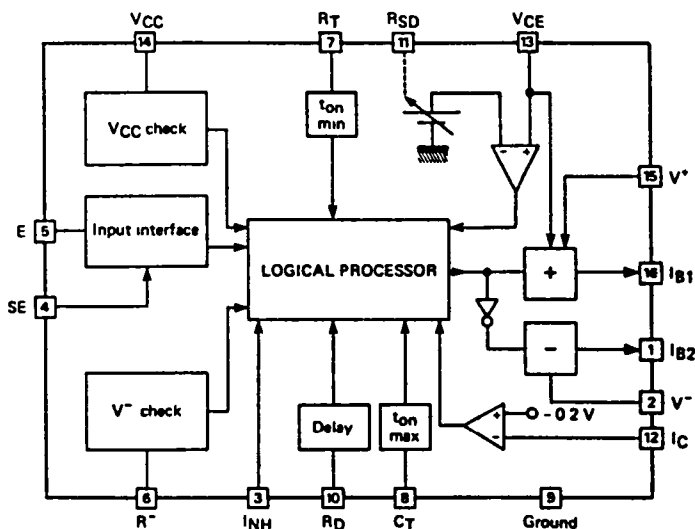 VCC RT RSD VCE
14 7 11 13
VCC check
ton min
- +
15 V+
E 5
Input interface
LOGICAL PROCESSOR
+
16 IB1
SE 4
-
1 IB2
V- check
Delay
ton max
+ - 0 2 V
-
2 V-
12 IC
6 3 10 8 9
R- INH RD CT Ground